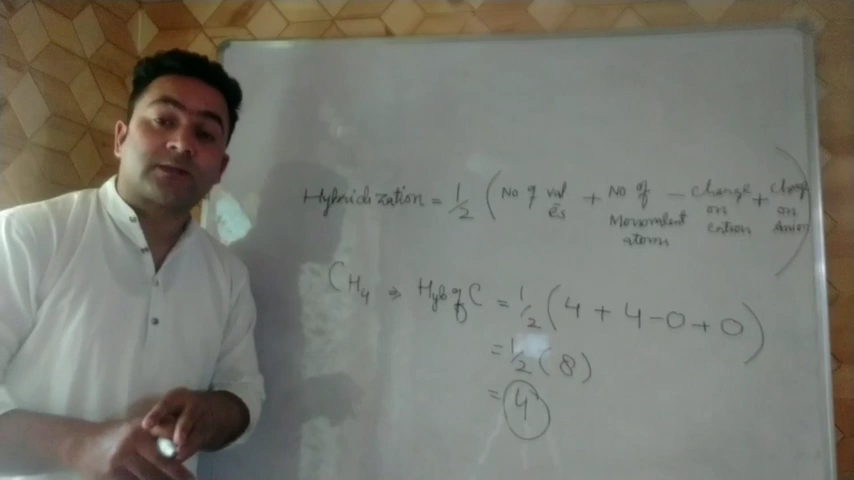 Hybridization = 1/2 ( No of val ēs + No of Monovalent atoms - charge on cation + charge on Anion )
CH4 ⇒ Hyb of C = 1/2 ( 4 + 4 - 0 + 0 )
= 1/2 ( 8 )
= 4